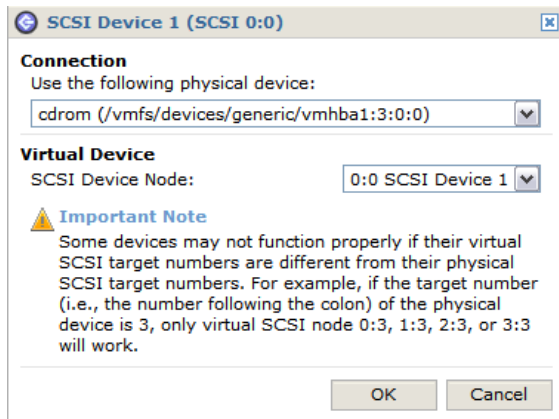 SCSI Device 1 (SCSI 0:0)
Connection
Use the following physical device:
cdrom (/vmfs/devices/generic/vmhba1:3:0:0)
Virtual Device
SCSI Device Node: 0:0 SCSI Device 1
Important Note
Some devices may not function properly if their virtual
SCSI target numbers are different from their physical
SCSI target numbers. For example, if the target number
(i.e., the number following the colon) of the physical
device is 3, only virtual SCSI node 0:3, 1:3, 2:3, or 3:3
will work.
OK Cancel